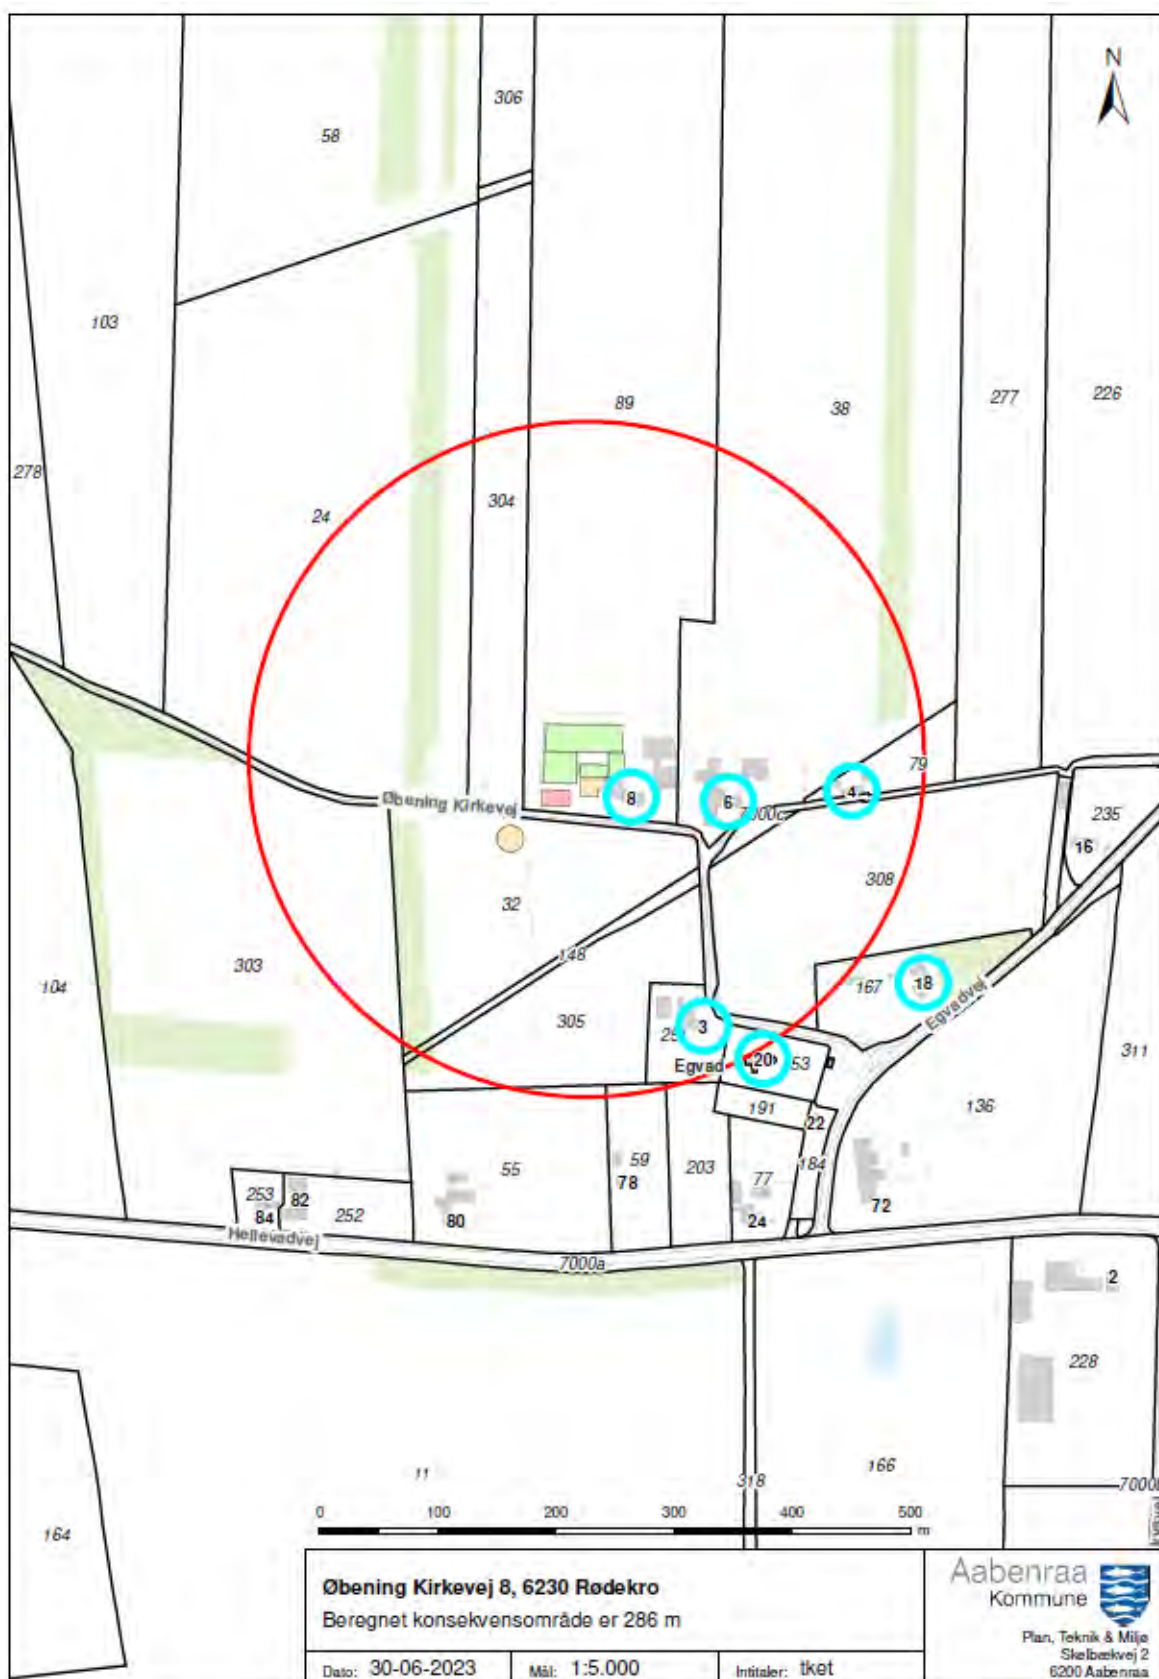 N
306
58
103
89
38
277
226
278
24
304
79
Øbening Kirkevej
8
6
4
7000c
235
16
32
308
148
303
104
167
18
Egvadvej
305
3
Egvad
20
53
311
191
22
136
55
59
78
203
77
184
253
82
84
252
80
24
72
Hellevadvej
7000a
2
228
11
318
166
164
0 100 200 300 400 500
m
Øbening Kirkevej 8, 6230 Rødekro
Beregnet konsekvensområde er 286 m
Dato: 30-06-2023 Mål: 1:5.000 Intitaler: tket
Aabenraa
Kommune
Plan, Teknik & Miljø
Skelbækvej 2
6200 Aabenraa